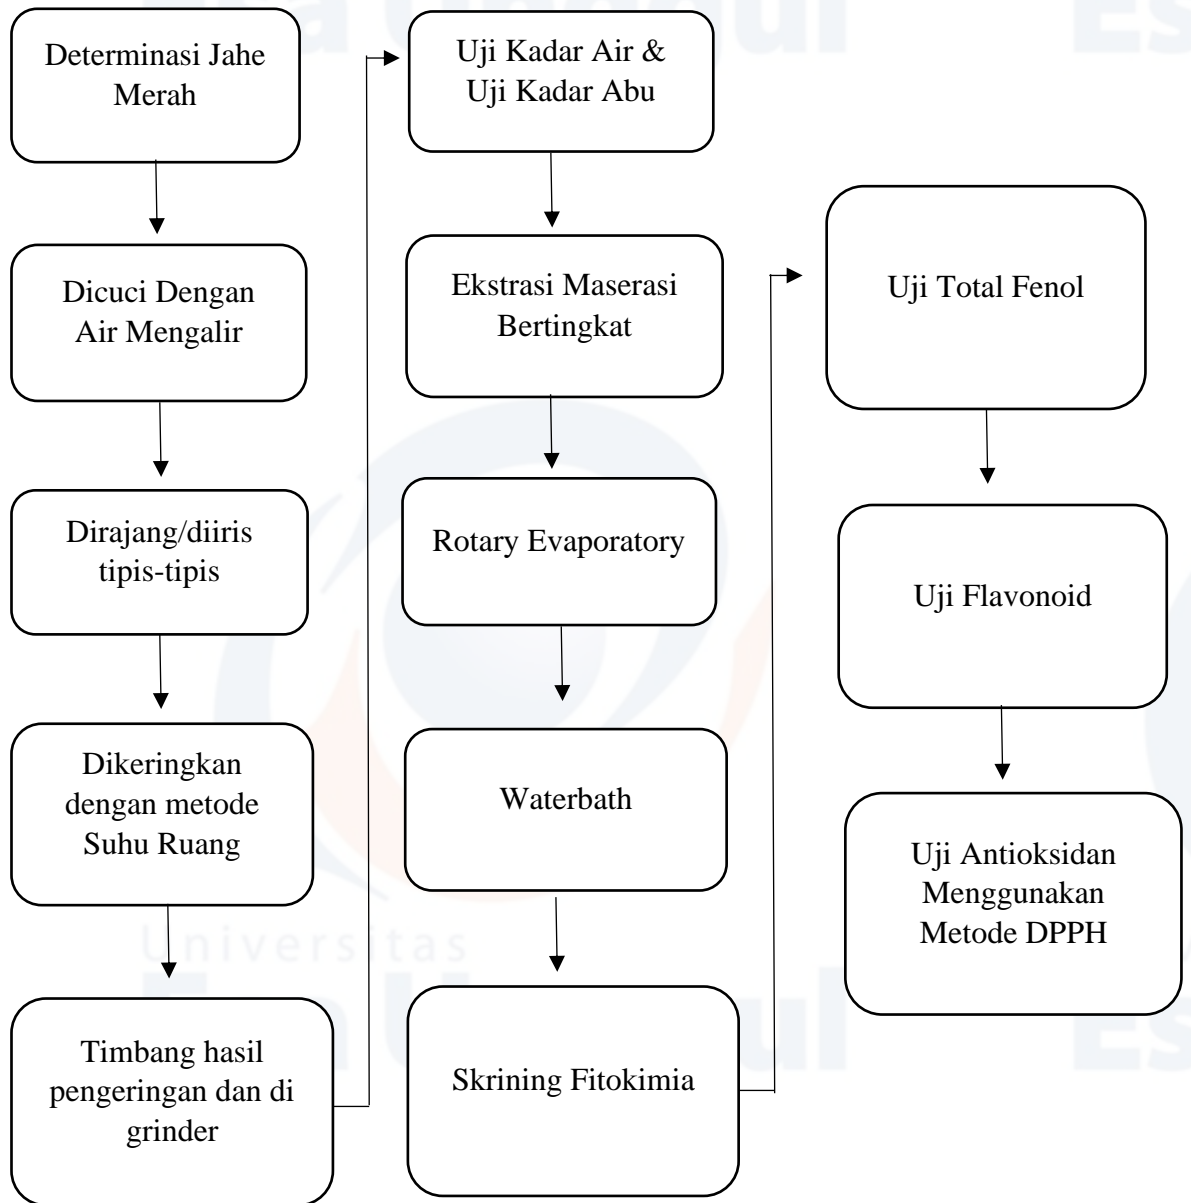 Determinasi Jahe
Merah
Dicuci Dengan
Air Mengalir
Dirajang/diiris
tipis-tipis
Dikeringkan
dengan metode
Suhu Ruang
Timbang hasil
pengeringan dan di
grinder
Uji Kadar Air &
Uji Kadar Abu
Ekstrasi Maserasi
Bertingkat
Rotary Evaporatory
Waterbath
Skrining Fitokimia
Uji Total Fenol
Uji Flavonoid
Uji Antioksidan
Menggunakan
Metode DPPH
Universitas